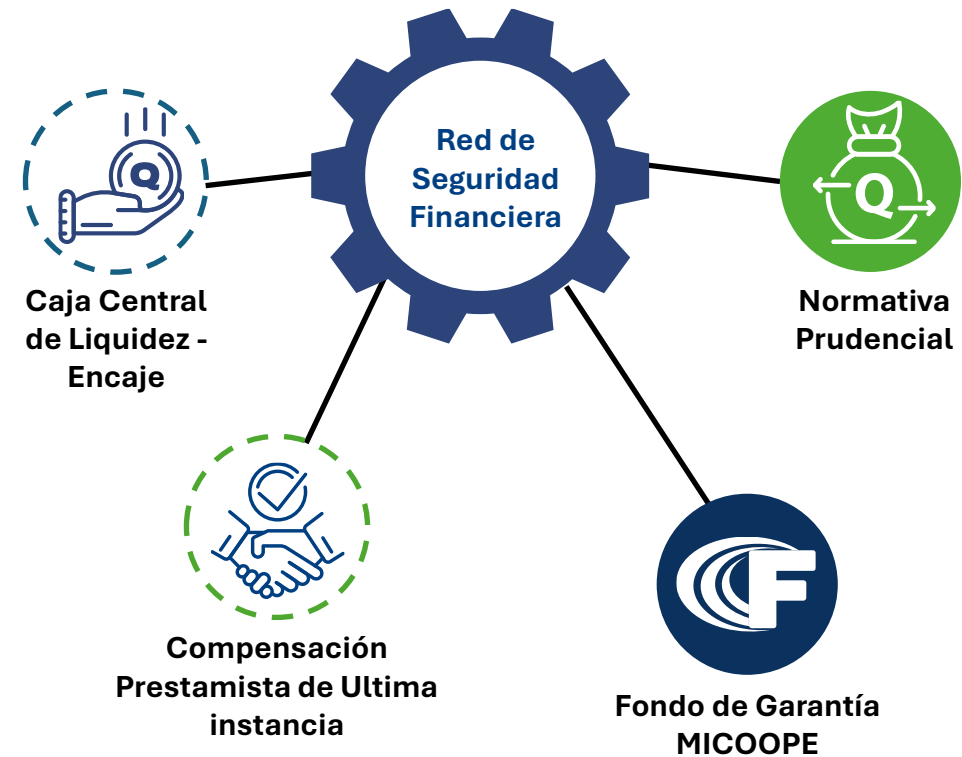 Red de
Seguridad
Financiera
Q
Caja Central
de Liquidez -
Encaje
Q
Normativa
Prudencial
Compensación
Prestamista de Ultima
instancia
F
Fondo de Garantía
MICOOPE